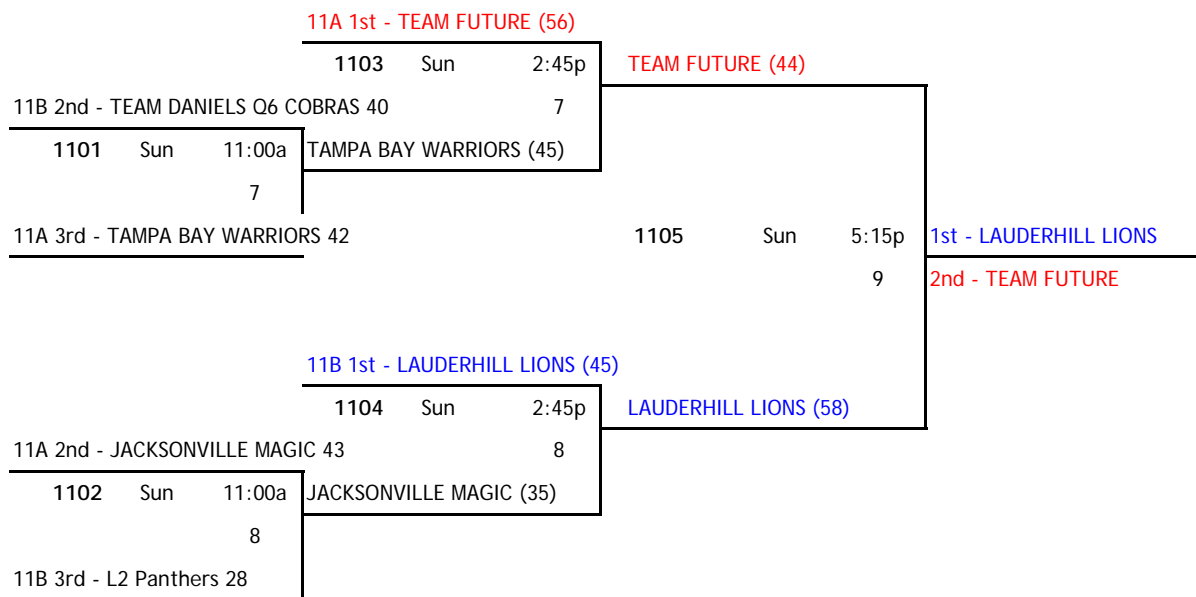 11A 1st - TEAM FUTURE (56)
1103 Sun 2:45p TEAM FUTURE (44)
11B 2nd - TEAM DANIELS Q6 COBRAS 40 7
1101 Sun 11:00a TAMPA BAY WARRIORS (45)
7
11A 3rd - TAMPA BAY WARRIORS 42 1105 Sun 5:15p 1st - LAUDERHILL LIONS
9 2nd - TEAM FUTURE
11B 1st - LAUDERHILL LIONS (45)
1104 Sun 2:45p LAUDERHILL LIONS (58)
11A 2nd - JACKSONVILLE MAGIC 43 8
1102 Sun 11:00a JACKSONVILLE MAGIC (35)
8
11B 3rd - L2 Panthers 28